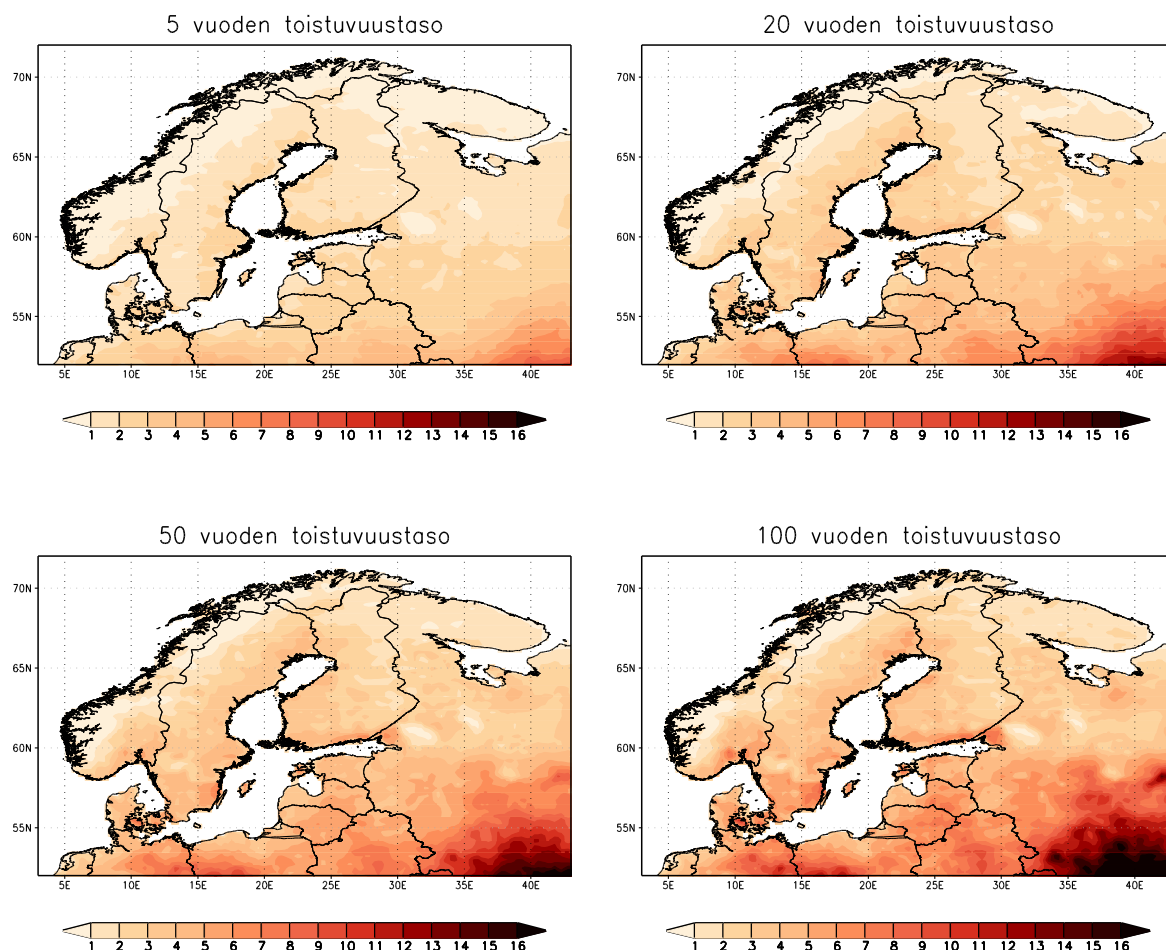 5 vuoden toistuvuustaso
20 vuoden toistuvuustaso
70N
65N
60N
55N
5E 10E 15E 20E 25E 30E 35E 40E
1 2 3 4 5 6 7 8 9 10 11 12 13 14 15 16
70N
65N
60N
55N
5E 10E 15E 20E 25E 30E 35E 40E
1 2 3 4 5 6 7 8 9 10 11 12 13 14 15 16
50 vuoden toistuvuustaso
100 vuoden toistuvuustaso
70N
65N
60N
55N
5E 10E 15E 20E 25E 30E 35E 40E
1 2 3 4 5 6 7 8 9 10 11 12 13 14 15 16
70N
65N
60N
55N
5E 10E 15E 20E 25E 30E 35E 40E
1 2 3 4 5 6 7 8 9 10 11 12 13 14 15 16